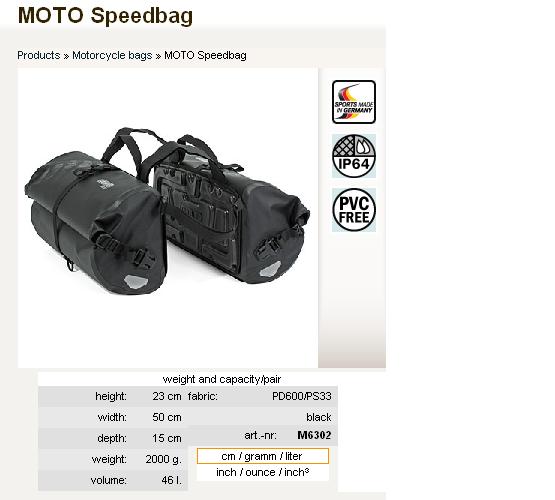 MOTO Speedbag
Products » Motorcycle bags » MOTO Speedbag
SPORTS MADE
IN GERMANY
IP64
PVC
FREE
weight and capacity/pair
height: 23 cm fabric: PD600/PS33
width: 50 cm black
depth: 15 cm art.-nr: M6302
weight: 2000 g. cm / gramm / liter
volume: 46 l. inch / ounce / inch³